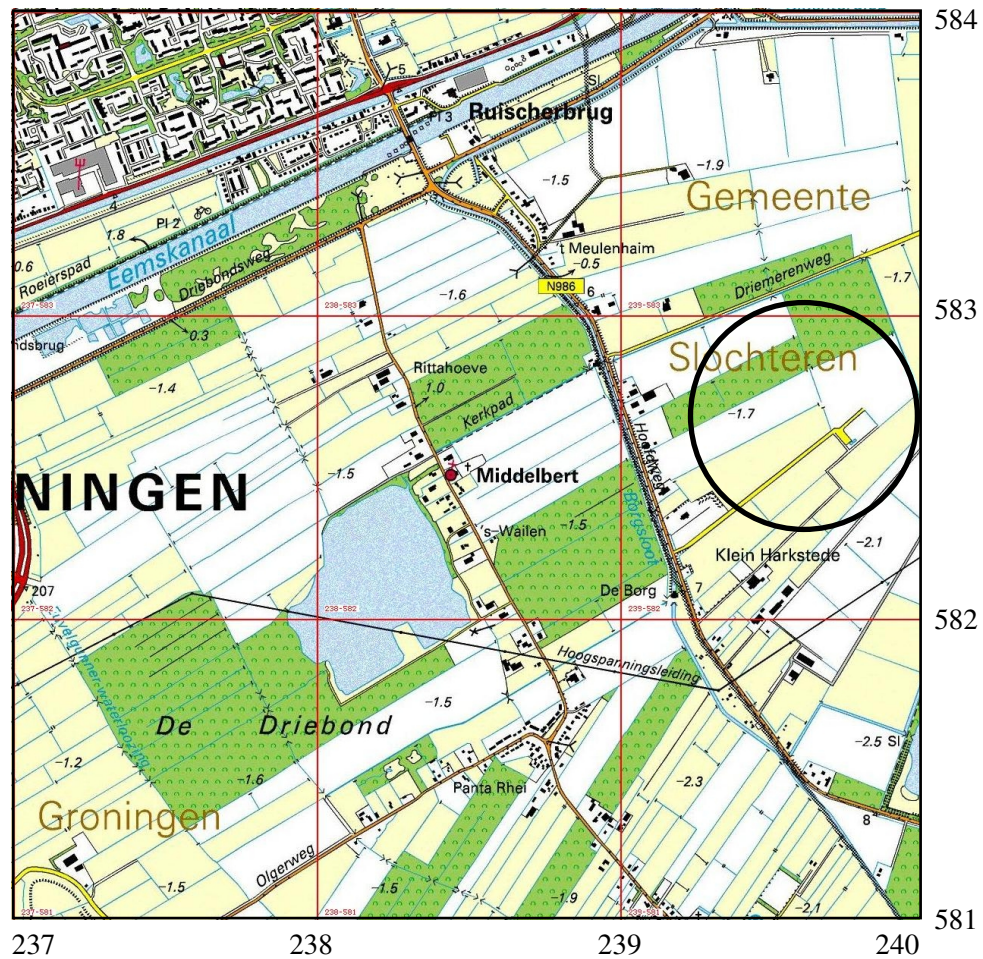 584
5
Sl
PI 3
Ruischerbrug
-1.9
-1.5
Gemeente
4
PI 2
1.8
Eemskanaal
't Meulenhaim
-0.5
0.6
Roeierspad
Driebondsweg
Driemerenweg
-1.7
N986
6
-1.6
237-583
238-583
239-583
583
0.3
ndsbrug
Slochteren
Rittahoeve
1.0
-1.4
Kerkpad
-1.7
Hoofdweg
-1.5
Middelbert
NINGEN
Borgsloot
-1.5
's-Wailen
-2.1
Klein Harkstede
207
De Borg
7
237-582
238-582
239-582
582
Zijvelgunner waterlozing
Hoogspanningsleiding
-1.5
De Driebond
-2.5
Sl
-1.2
-1.6
Panta Rhei
-2.3
Groningen
8
Olgerweg
-1.5
-1.5
-1.9
-2.1
237-581
238-581
239-581
581
237
238
239
240